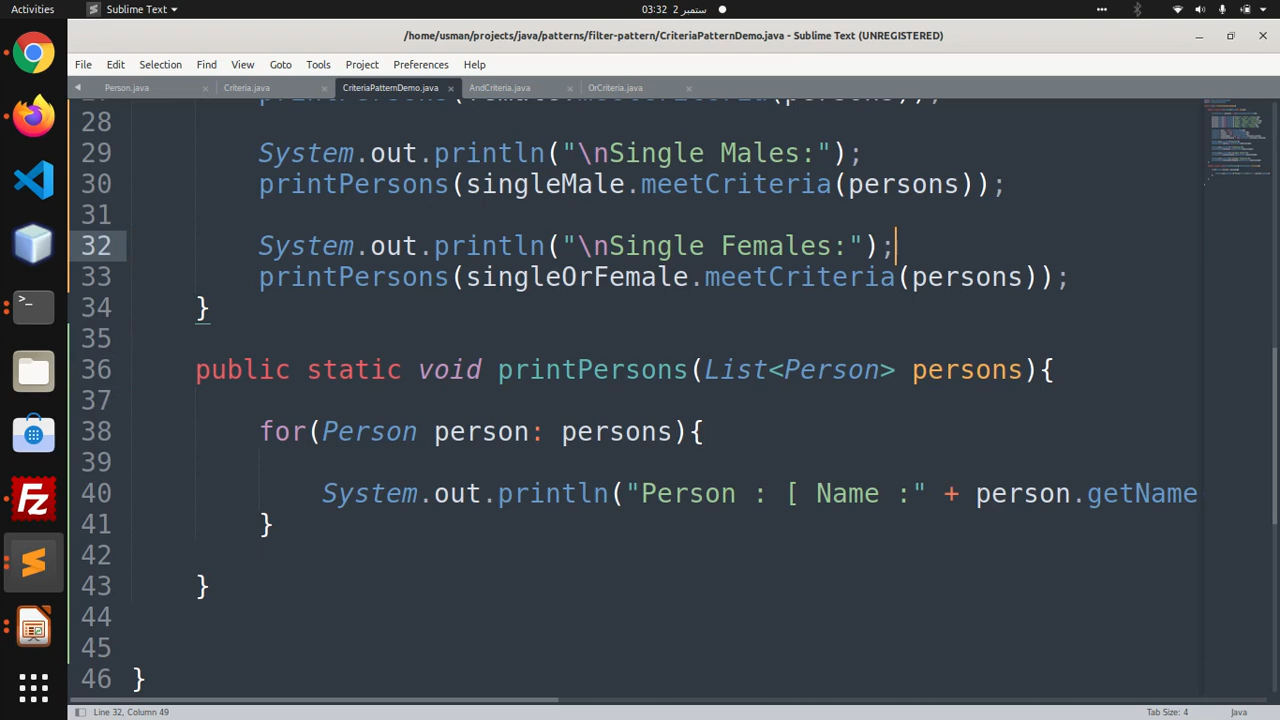 Activities
Sublime Text
03:32 2 ستمبر
/home/usman/projects/java/patterns/filter-pattern/CriteriaPatternDemo.java - Sublime Text (UNREGISTERED)
File Edit Selection Find View Goto Tools Project Preferences Help
Person.java Criteria.java CriteriaPatternDemo.java AndCriteria.java OrCriteria.java
28
29 System.out.println("\nSingle Males:");
30 printPersons(singleMale.meetCriteria(persons));
31
32 System.out.println("\nSingle Females:");
33 printPersons(singleOrFemale.meetCriteria(persons));
34 }
35
36 public static void printPersons(List<Person> persons){
37
38 for(Person person: persons){
39
40 System.out.println("Person : [ Name :" + person.getName
41 }
42
43 }
44
45
46 }
Line 32, Column 49
Tab Size: 4
Java